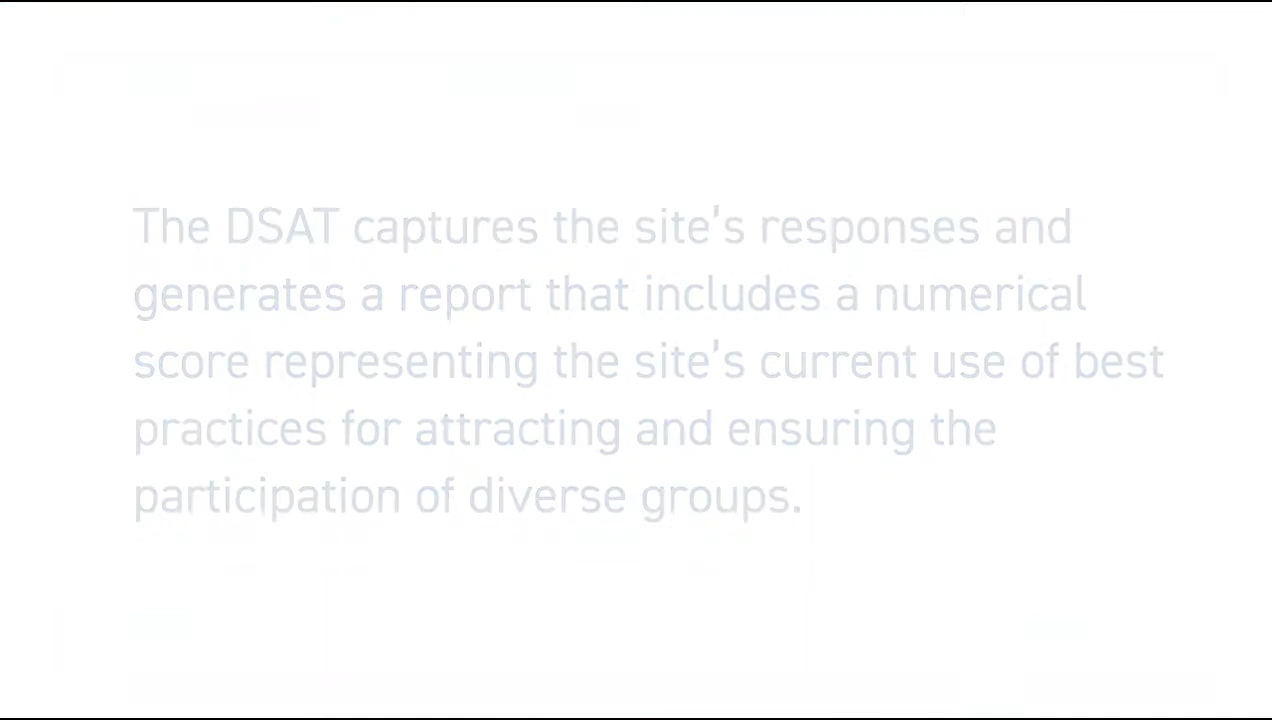 The DSAT captures the site's responses and
generates a report that includes a numerical
score representing the site's current use of best
practices for attracting and ensuring the
participation of diverse groups.